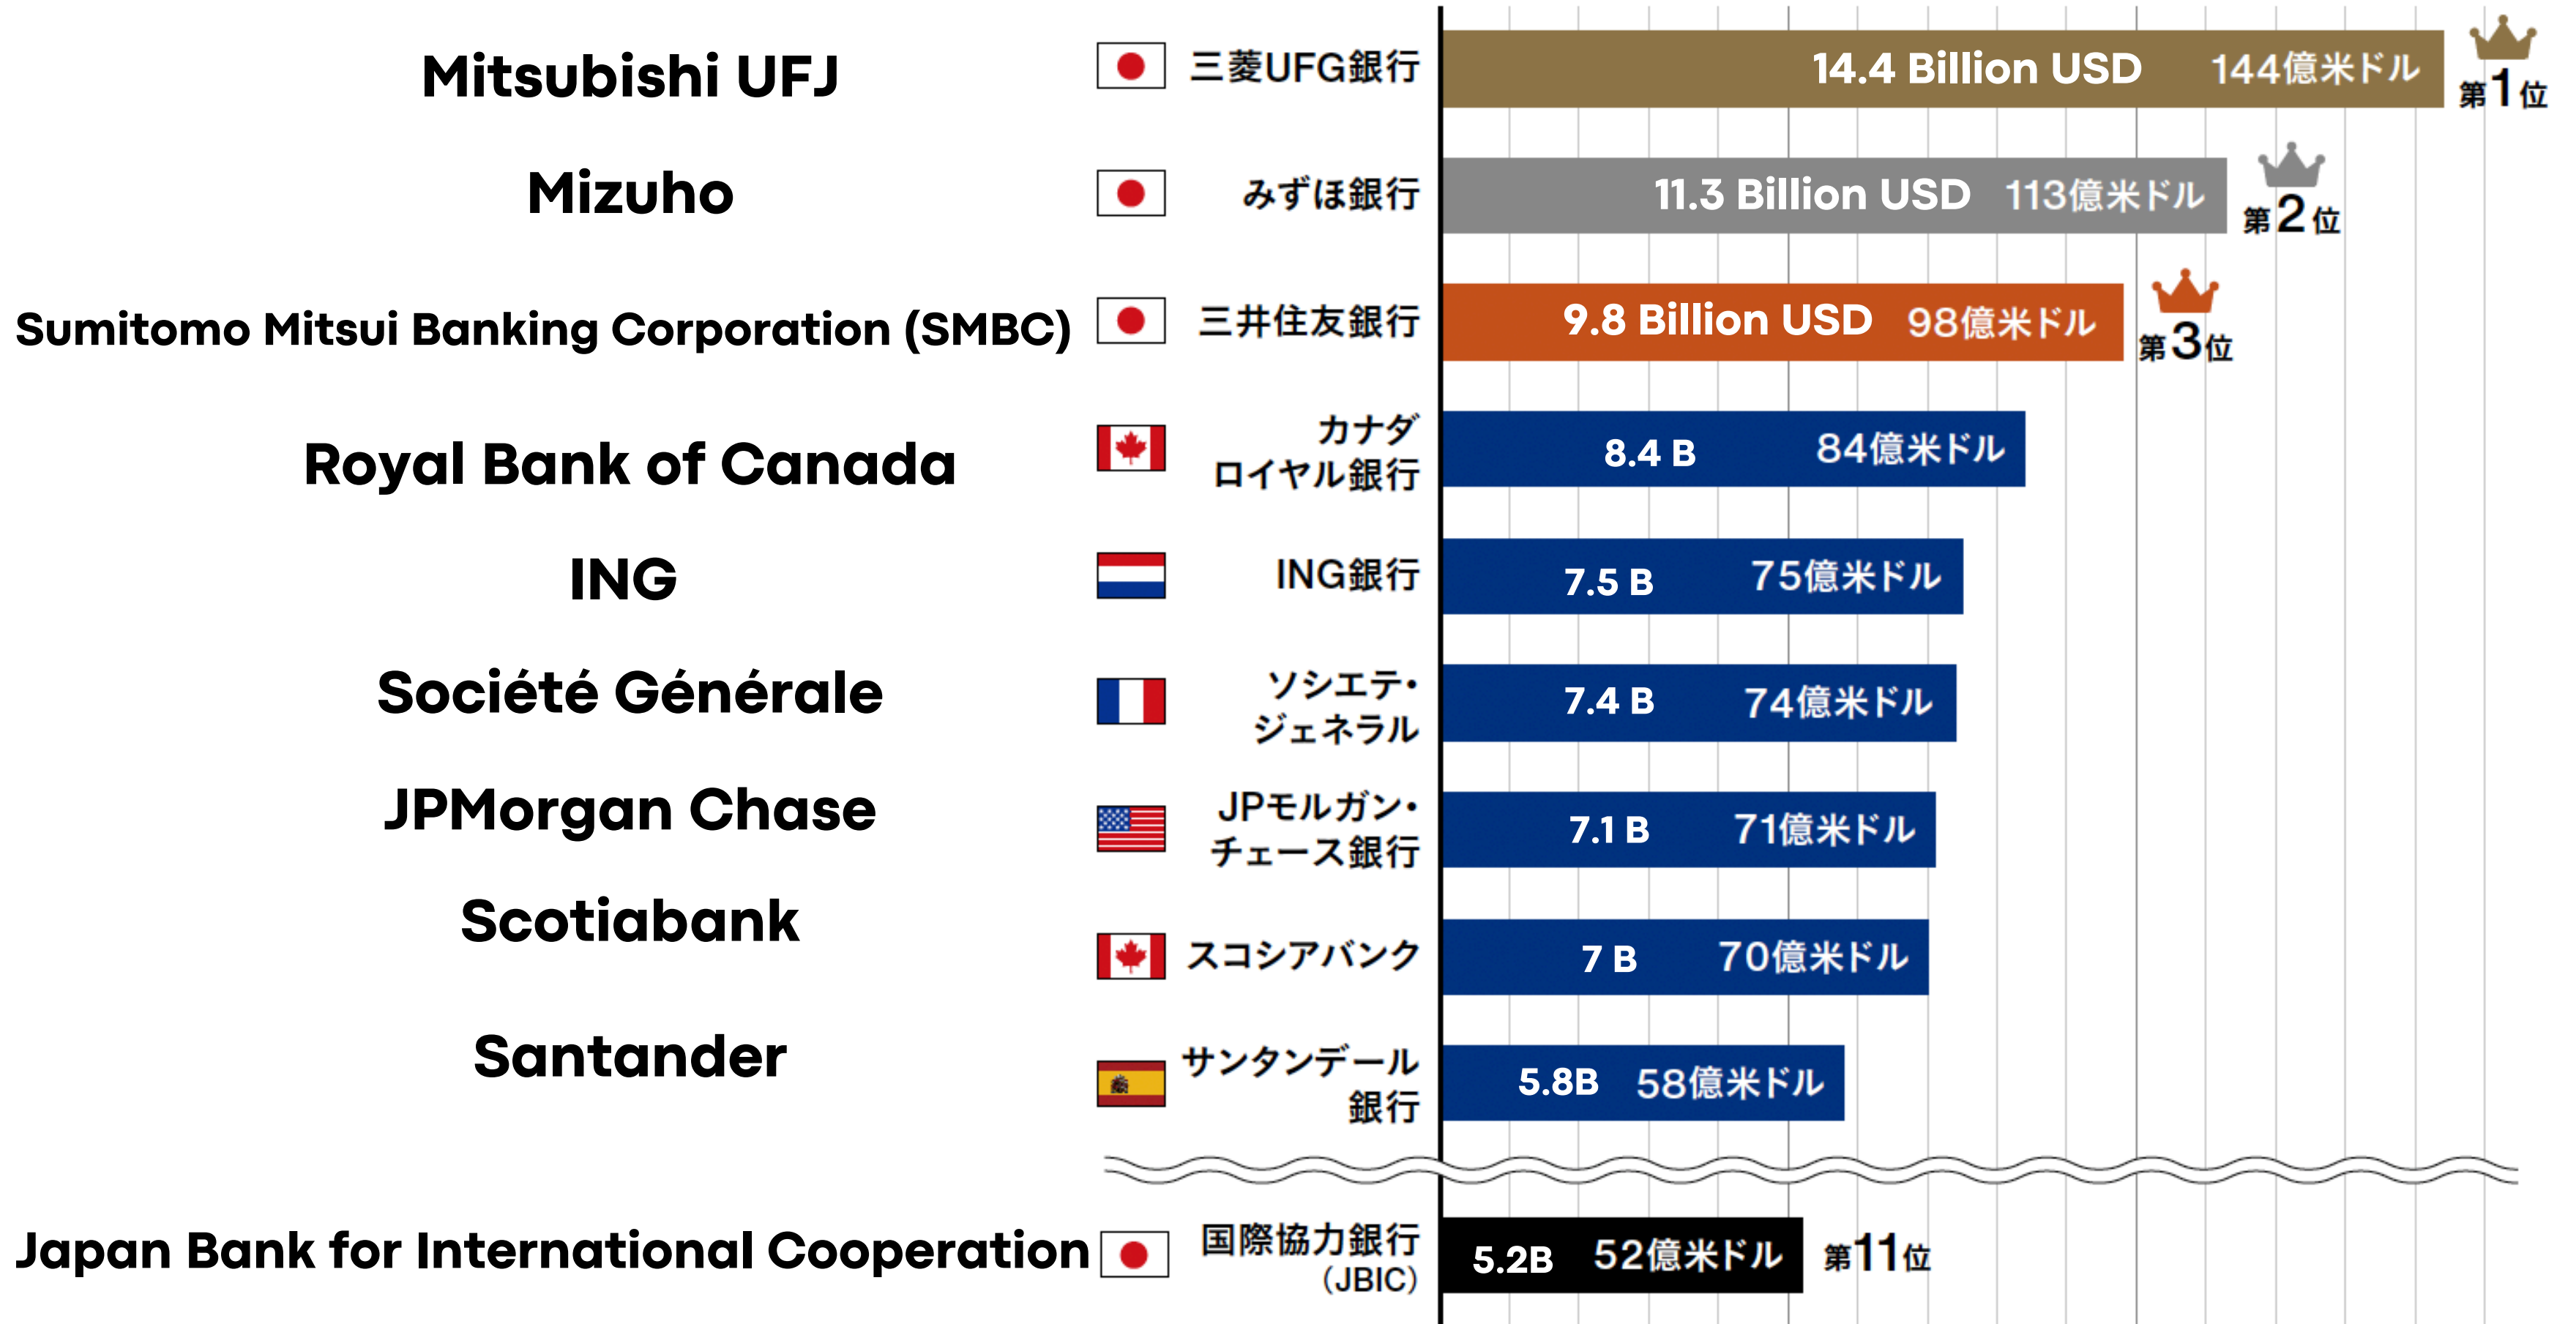 Mitsubishi UFJ 三菱UFG銀行 14.4 Billion USD 144億米ドル 第1位
Mizuho みずほ銀行 11.3 Billion USD 113億米ドル 第2位
Sumitomo Mitsui Banking Corporation (SMBC) 三井住友銀行 9.8 Billion USD 98億米ドル 第3位
Royal Bank of Canada カナダ
ロイヤル銀行 8.4 B 84億米ドル
ING ING銀行 7.5 B 75億米ドル
Société Générale ソシエテ・
ジェネラル 7.4 B 74億米ドル
JPMorgan Chase JPモルガン・
チェース銀行 7.1 B 71億米ドル
Scotiabank スコシアバンク 7 B 70億米ドル
Santander サンタンデール
銀行 5.8B 58億米ドル
Japan Bank for International Cooperation 国際協力銀行
(JBIC) 5.2B 52億米ドル 第11位